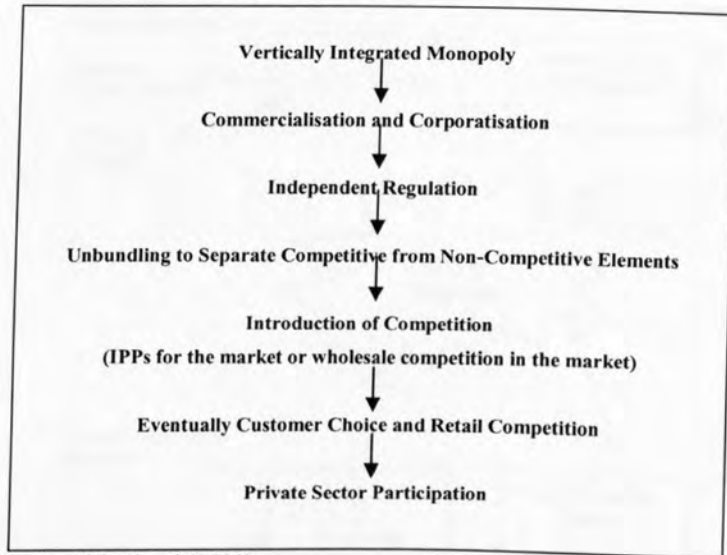 Vertically Integrated Monopoly
Commercialisation and Corporatisation
Independent Regulation
Unbundling to Separate Competitive from Non-Competitive Elements
Introduction of Competition
(IPPs for the market or wholesale competition in the market)
Eventually Customer Choice and Retail Competition
Private Sector Participation